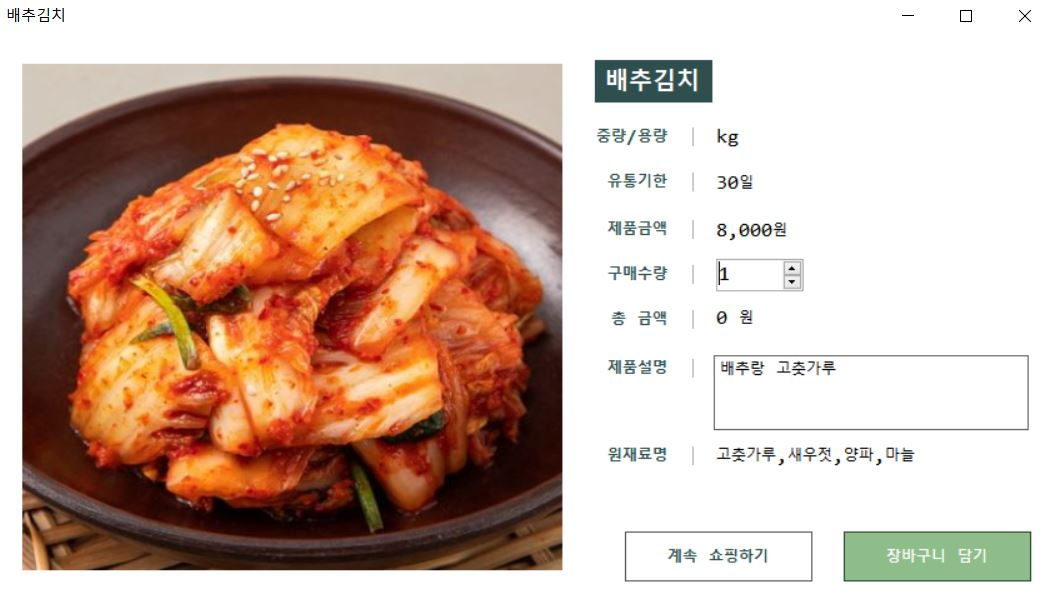 배추김치
배추김치
중량/용량 kg
유통기한 30일
제품금액 8,000원
구매수량 1
총 금액 0 원
제품설명 배추랑 고춧가루
원재료명 고춧가루,새우젓,양파,마늘
계속 쇼핑하기 장바구니 담기